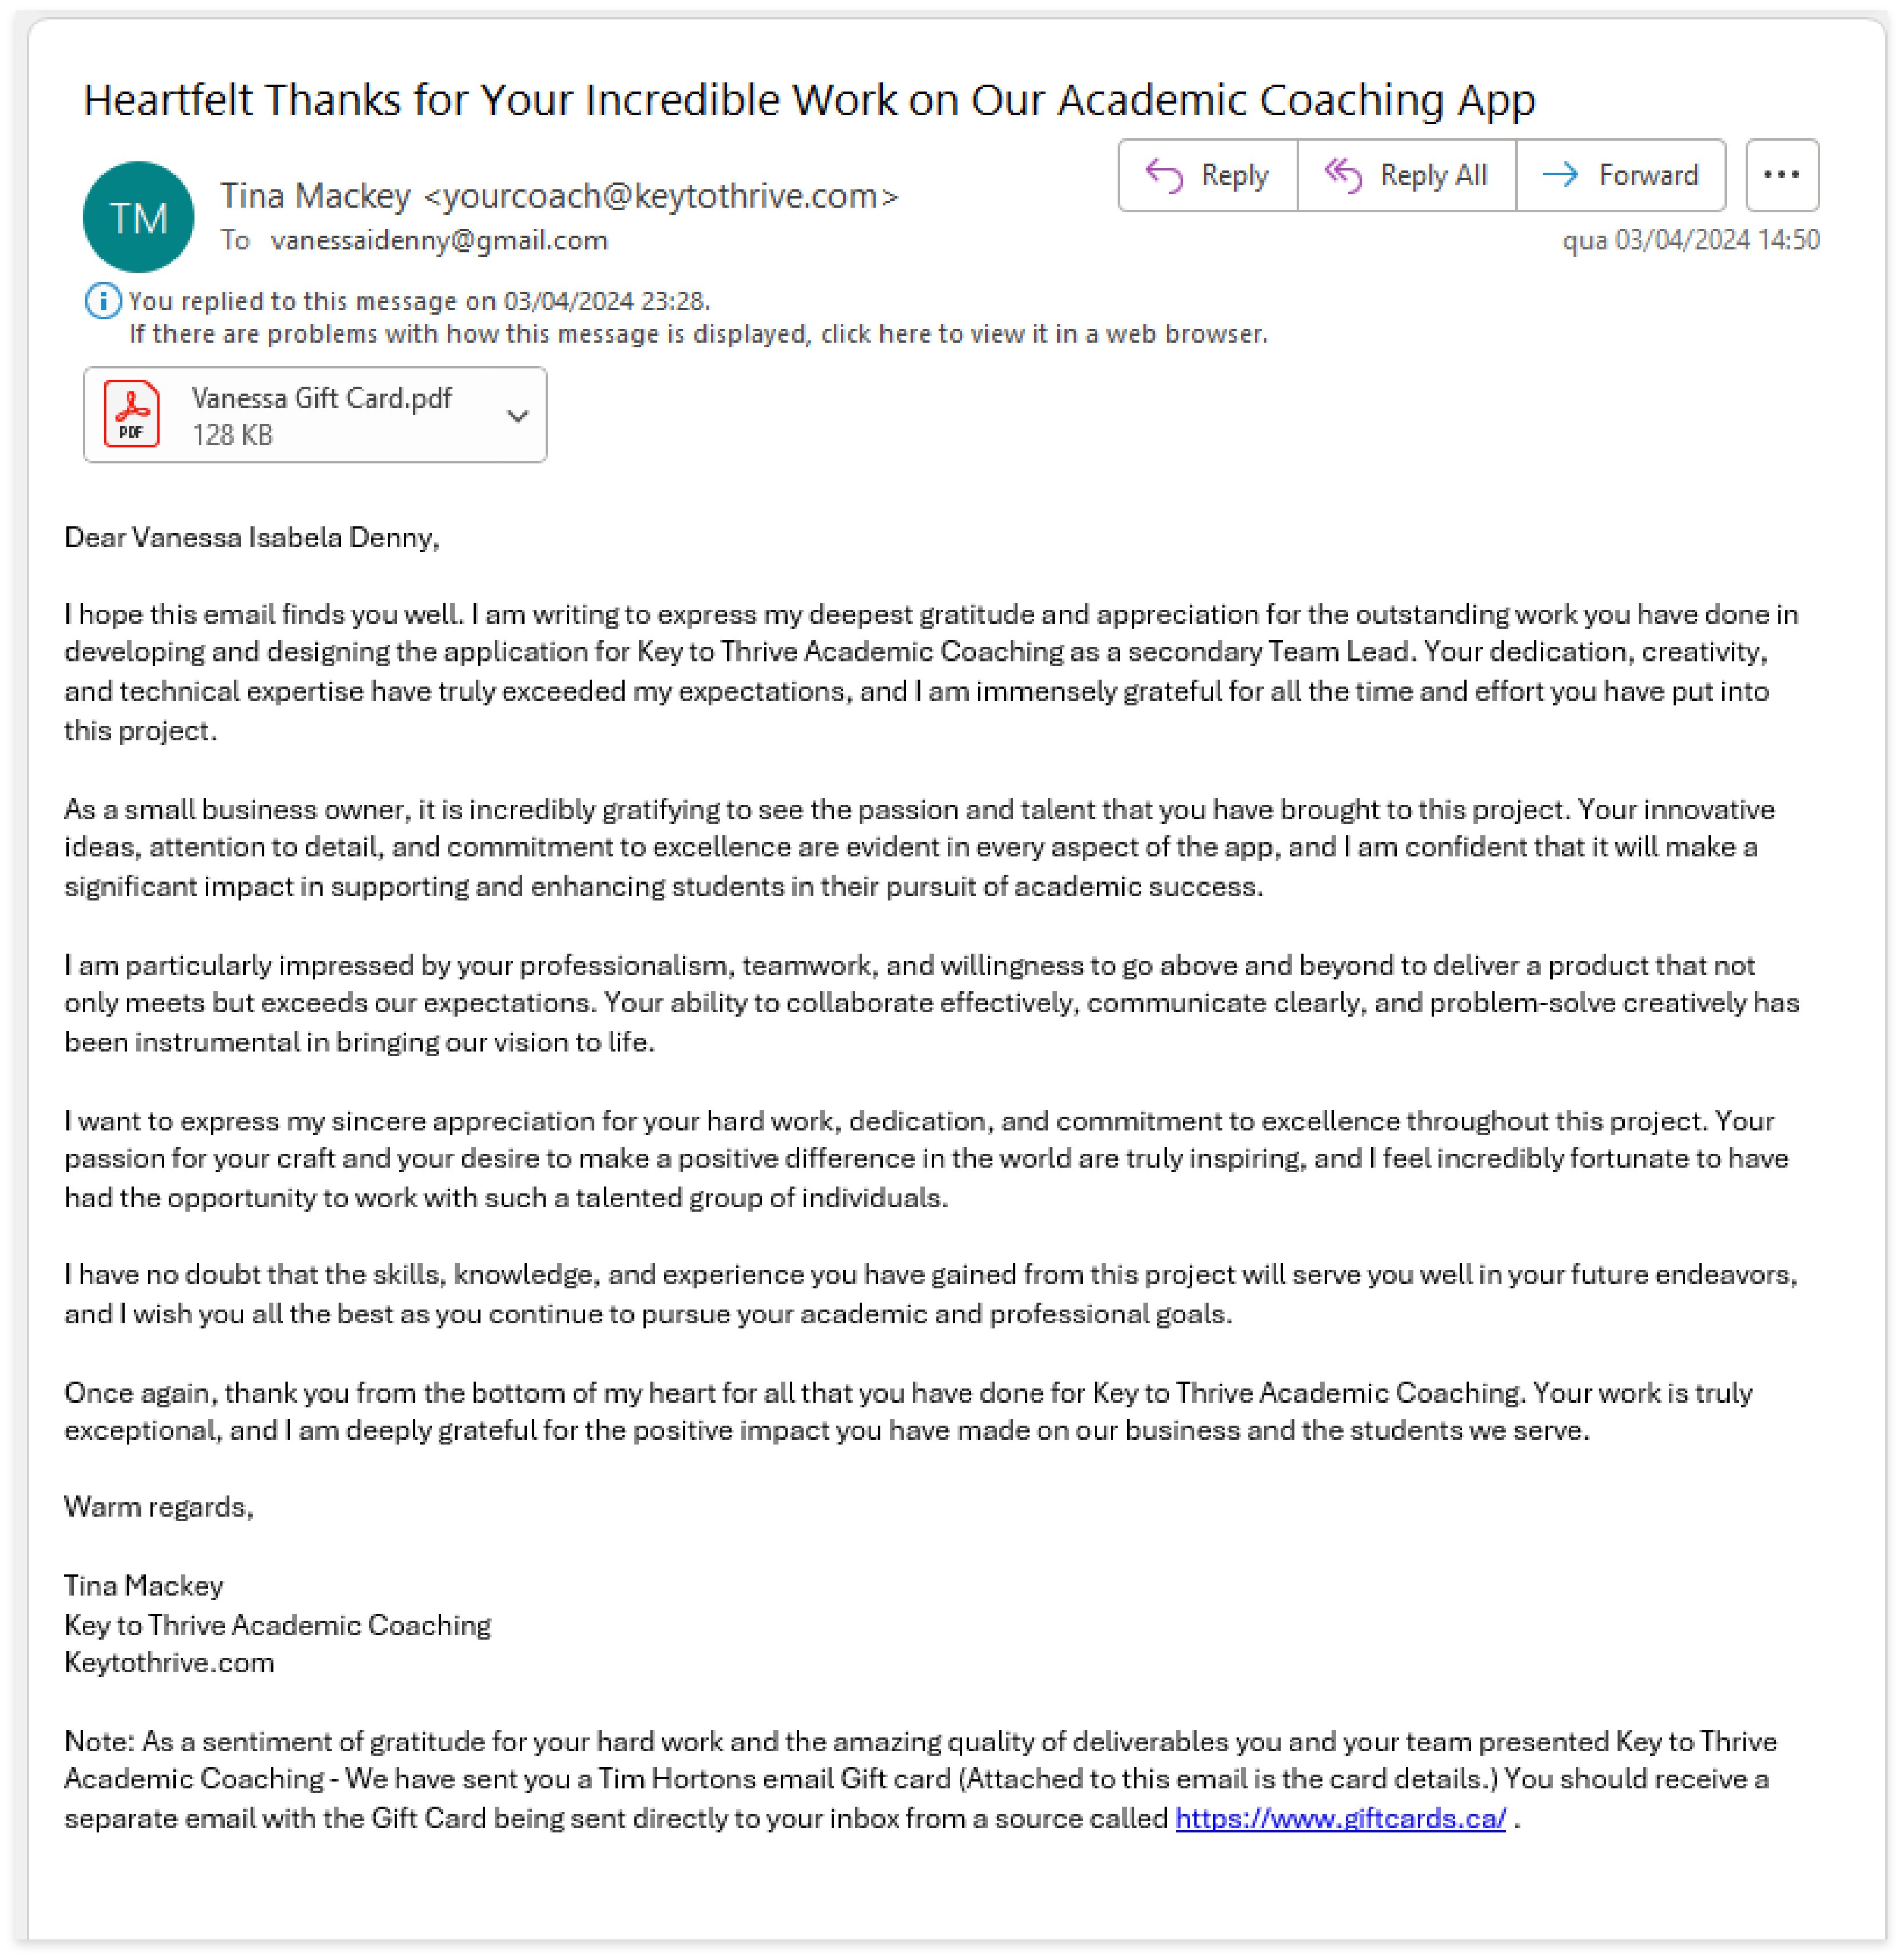 Heartfelt Thanks for Your Incredible Work on Our Academic Coaching App
Reply
Reply All
Forward
TM
Tina Mackey <yourcoach@keytothrive.com>
To vanessaidenny@gmail.com
qua 03/04/2024 14:50
You replied to this message on 03/04/2024 23:28.
If there are problems with how this message is displayed, click here to view it in a web browser.
PDF
Vanessa Gift Card.pdf
128 KB
Dear Vanessa Isabela Denny,
I hope this email finds you well. I am writing to express my deepest gratitude and appreciation for the outstanding work you have done in
developing and designing the application for Key to Thrive Academic Coaching as a secondary Team Lead. Your dedication, creativity,
and technical expertise have truly exceeded my expectations, and I am immensely grateful for all the time and effort you have put into
this project.
As a small business owner, it is incredibly gratifying to see the passion and talent that you have brought to this project. Your innovative
ideas, attention to detail, and commitment to excellence are evident in every aspect of the app, and I am confident that it will make a
significant impact in supporting and enhancing students in their pursuit of academic success.
I am particularly impressed by your professionalism, teamwork, and willingness to go above and beyond to deliver a product that not
only meets but exceeds our expectations. Your ability to collaborate effectively, communicate clearly, and problem-solve creatively has
been instrumental in bringing our vision to life.
I want to express my sincere appreciation for your hard work, dedication, and commitment to excellence throughout this project. Your
passion for your craft and your desire to make a positive difference in the world are truly inspiring, and I feel incredibly fortunate to have
had the opportunity to work with such a talented group of individuals.
I have no doubt that the skills, knowledge, and experience you have gained from this project will serve you well in your future endeavors,
and I wish you all the best as you continue to pursue your academic and professional goals.
Once again, thank you from the bottom of my heart for all that you have done for Key to Thrive Academic Coaching. Your work is truly
exceptional, and I am deeply grateful for the positive impact you have made on our business and the students we serve.
Warm regards,
Tina Mackey
Key to Thrive Academic Coaching
Keytothrive.com
Note: As a sentiment of gratitude for your hard work and the amazing quality of deliverables you and your team presented Key to Thrive
Academic Coaching - We have sent you a Tim Hortons email Gift card (Attached to this email is the card details.) You should receive a
separate email with the Gift Card being sent directly to your inbox from a source called https://www.giftcards.ca/ .